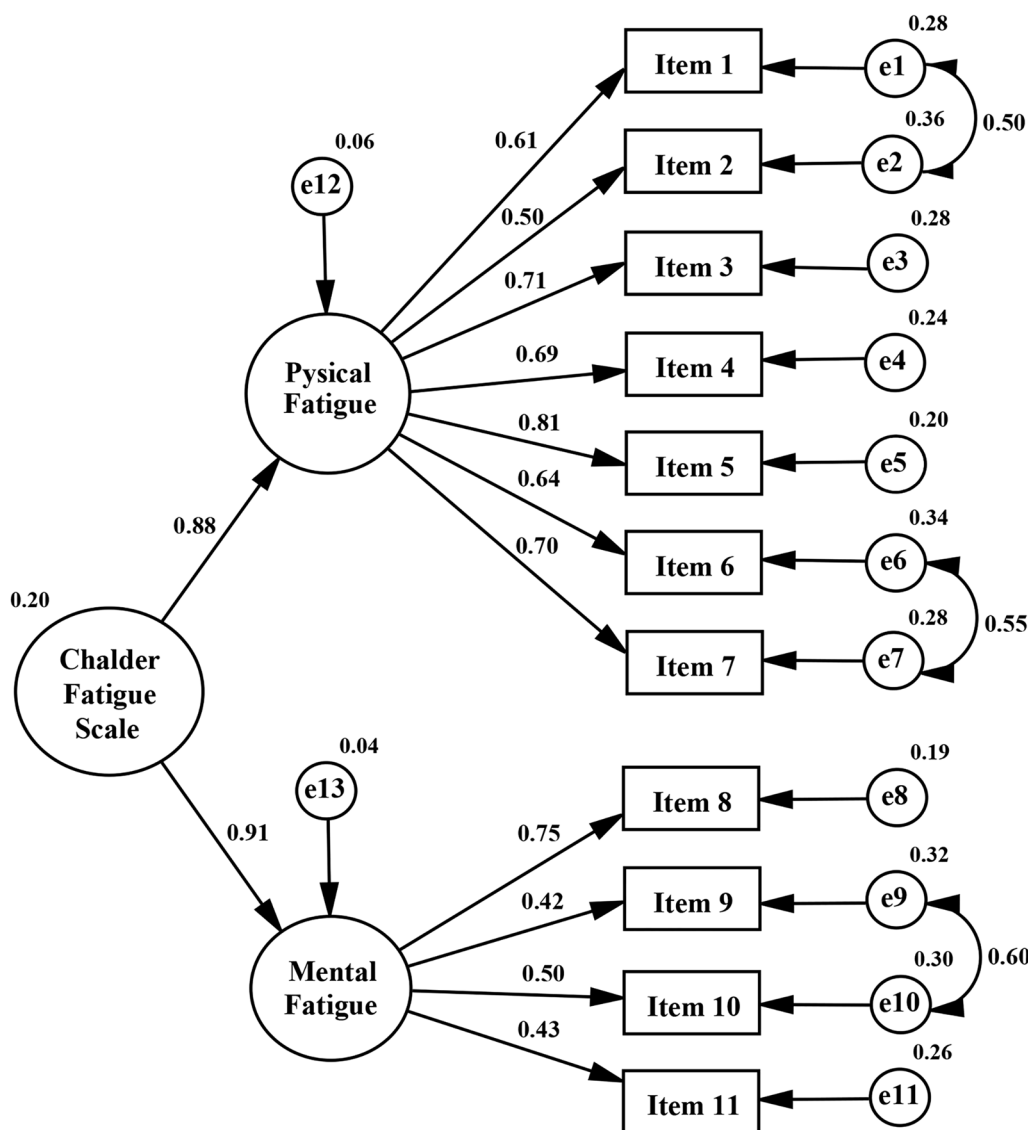 0.28
Item 1
e1
0.50
0.61
0.36
Item 2
e2
0.06
e12
0.50
0.28
Item 3
e3
0.71
0.24
Item 4
e4
0.69
Pysical
Fatigue
0.20
Item 5
e5
0.81
0.34
Item 6
e6
0.64
0.55
0.28
Item 7
e7
0.70
0.88
0.20
Chalder
Fatigue
Scale
0.91
0.04
e13
0.19
Item 8
e8
0.75
0.32
Item 9
e9
0.42
0.60
Mental
Fatigue
0.30
Item 10
e10
0.50
0.26
Item 11
e11
0.43